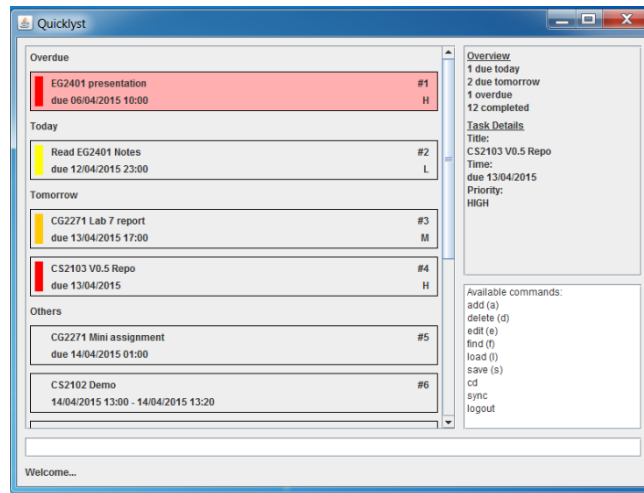 Quicklyst
Overdue
EG2401 presentation #1
due 06/04/2015 10:00 H
Today
Read EG2401 Notes #2
due 12/04/2015 23:00 L
Tomorrow
CG2271 Lab 7 report #3
due 13/04/2015 17:00 M
CS2103 V0.5 Repo #4
due 13/04/2015 H
Others
CG2271 Mini assignment #5
due 14/04/2015 01:00
CS2102 Demo #6
14/04/2015 13:00 - 14/04/2015 13:20
Overview
1 due today
2 due tomorrow
1 overdue
12 completed
Task Details
Title:
CS2103 V0.5 Repo
Time:
due 13/04/2015
Priority:
HIGH
Available commands:
add (a)
delete (d)
edit (e)
find (f)
load (l)
save (s)
cd
sync
logout
Welcome...